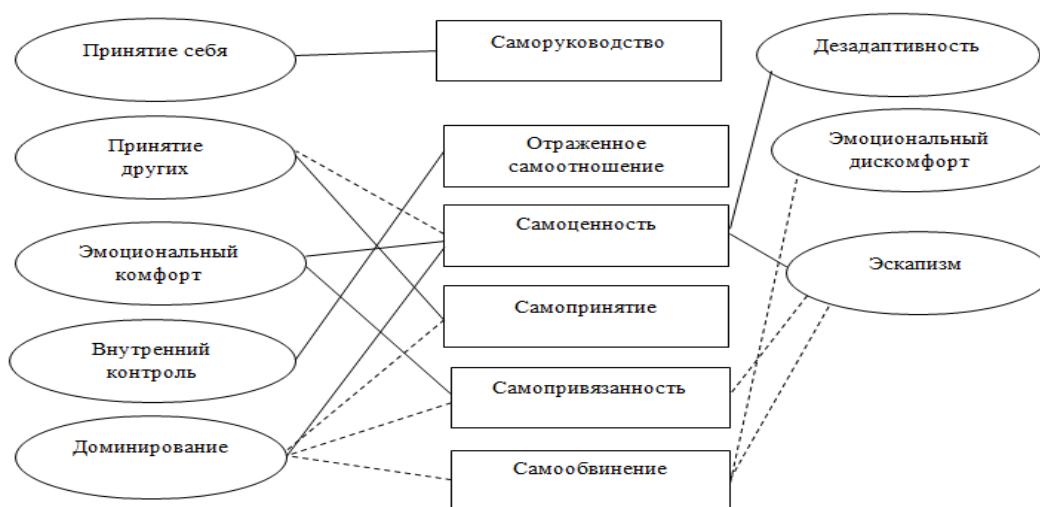 Принятие себя
Саморуководство
Дезадаптивность
Принятие
других
Отраженное
самоотношение
Эмоциональный
дискомфорт
Эмоциональный
комфорт
Самоценность
Эскапизм
Самопринятие
Внутренний
контроль
Самопривязанность
Доминирование
Самообвинение